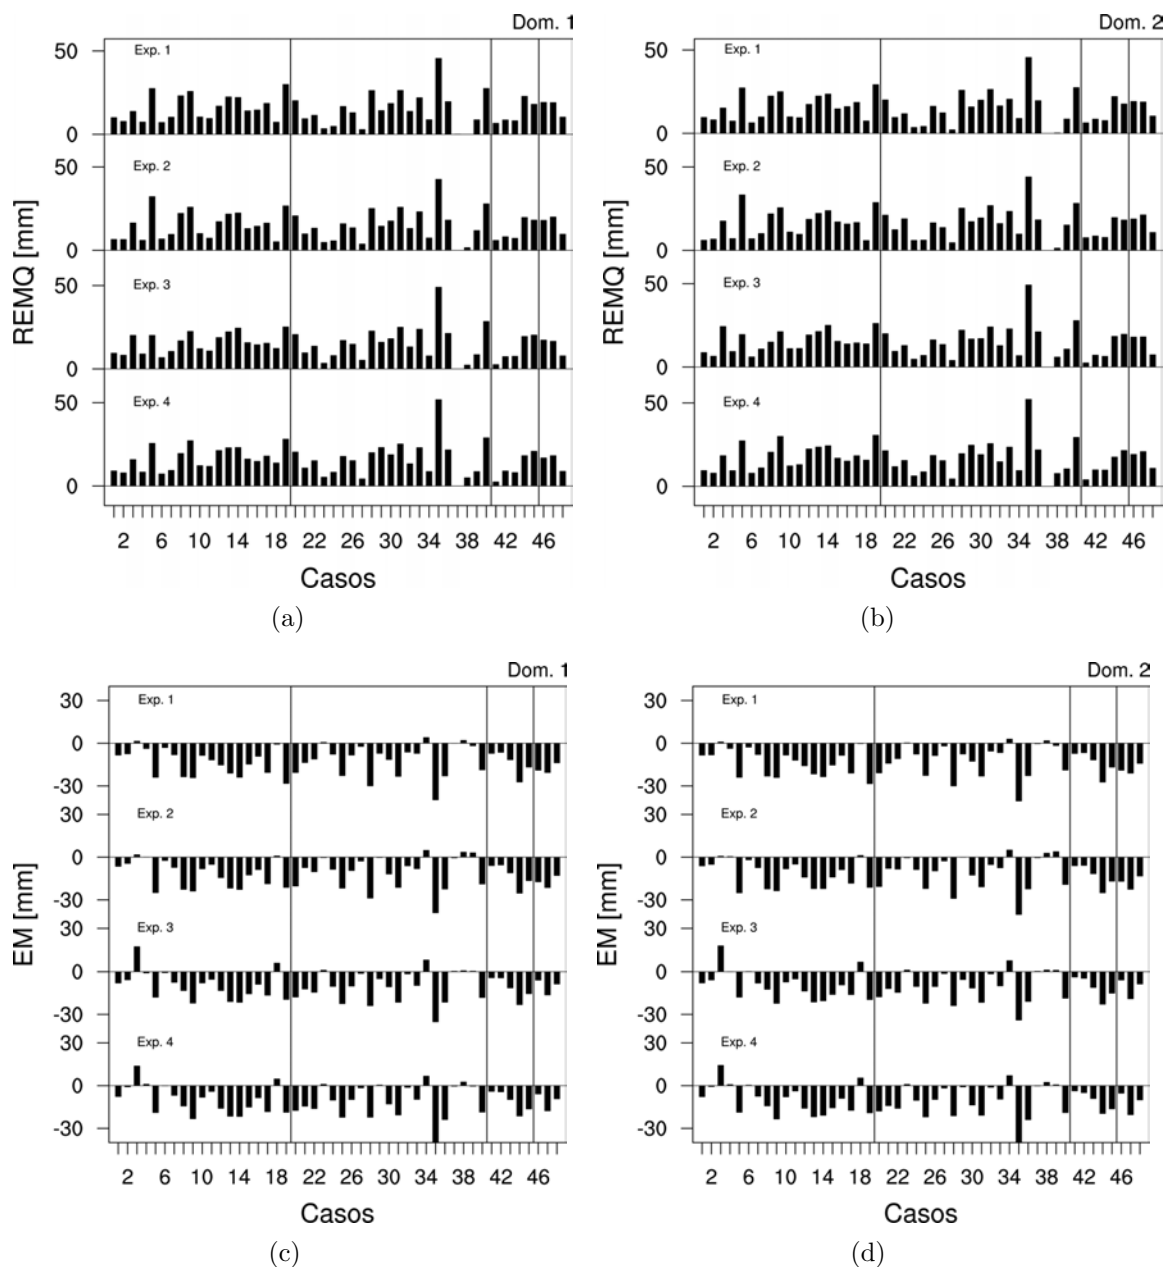 Dom. 1
50
Exp. 1
0
50
Exp. 2
0
50
Exp. 3
0
50
Exp. 4
0
REMQ [mm]
2 6 10 14 18 22 26 30 34 38 42 46
Casos
(a)
Dom. 2
50
Exp. 1
0
50
Exp. 2
0
50
Exp. 3
0
50
Exp. 4
0
REMQ [mm]
2 6 10 14 18 22 26 30 34 38 42 46
Casos
(b)
Dom. 1
30
Exp. 1
0
-30
30
Exp. 2
0
-30
30
Exp. 3
0
-30
30
Exp. 4
0
-30
EM [mm]
2 6 10 14 18 22 26 30 34 38 42 46
Casos
(c)
Dom. 2
30
Exp. 1
0
-30
30
Exp. 2
0
-30
30
Exp. 3
0
-30
30
Exp. 4
0
-30
EM [mm]
2 6 10 14 18 22 26 30 34 38 42 46
Casos
(d)